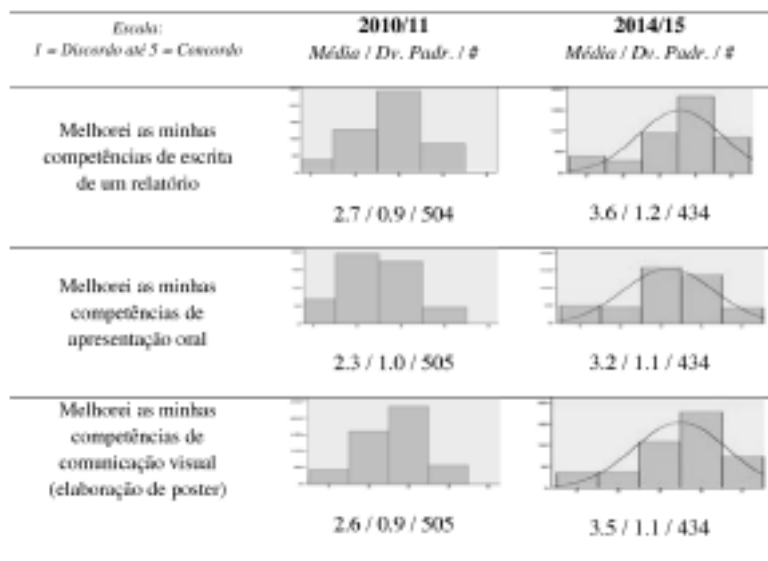 Escala:
1 = Discordo até 5 = Concordo
2010/11
Média / Dv. Padr. / #
2014/15
Média / Dv. Padr. / #
Melhorei as minhas
competências de escrita
de um relatório
2.7 / 0.9 / 504
3.6 / 1.2 / 434
Melhorei as minhas
competências de
apresentação oral
2.3 / 1.0 / 505
3.2 / 1.1 / 434
Melhorei as minhas
competências de
comunicação visual
(elaboração de poster)
2.6 / 0.9 / 505
3.5 / 1.1 / 434